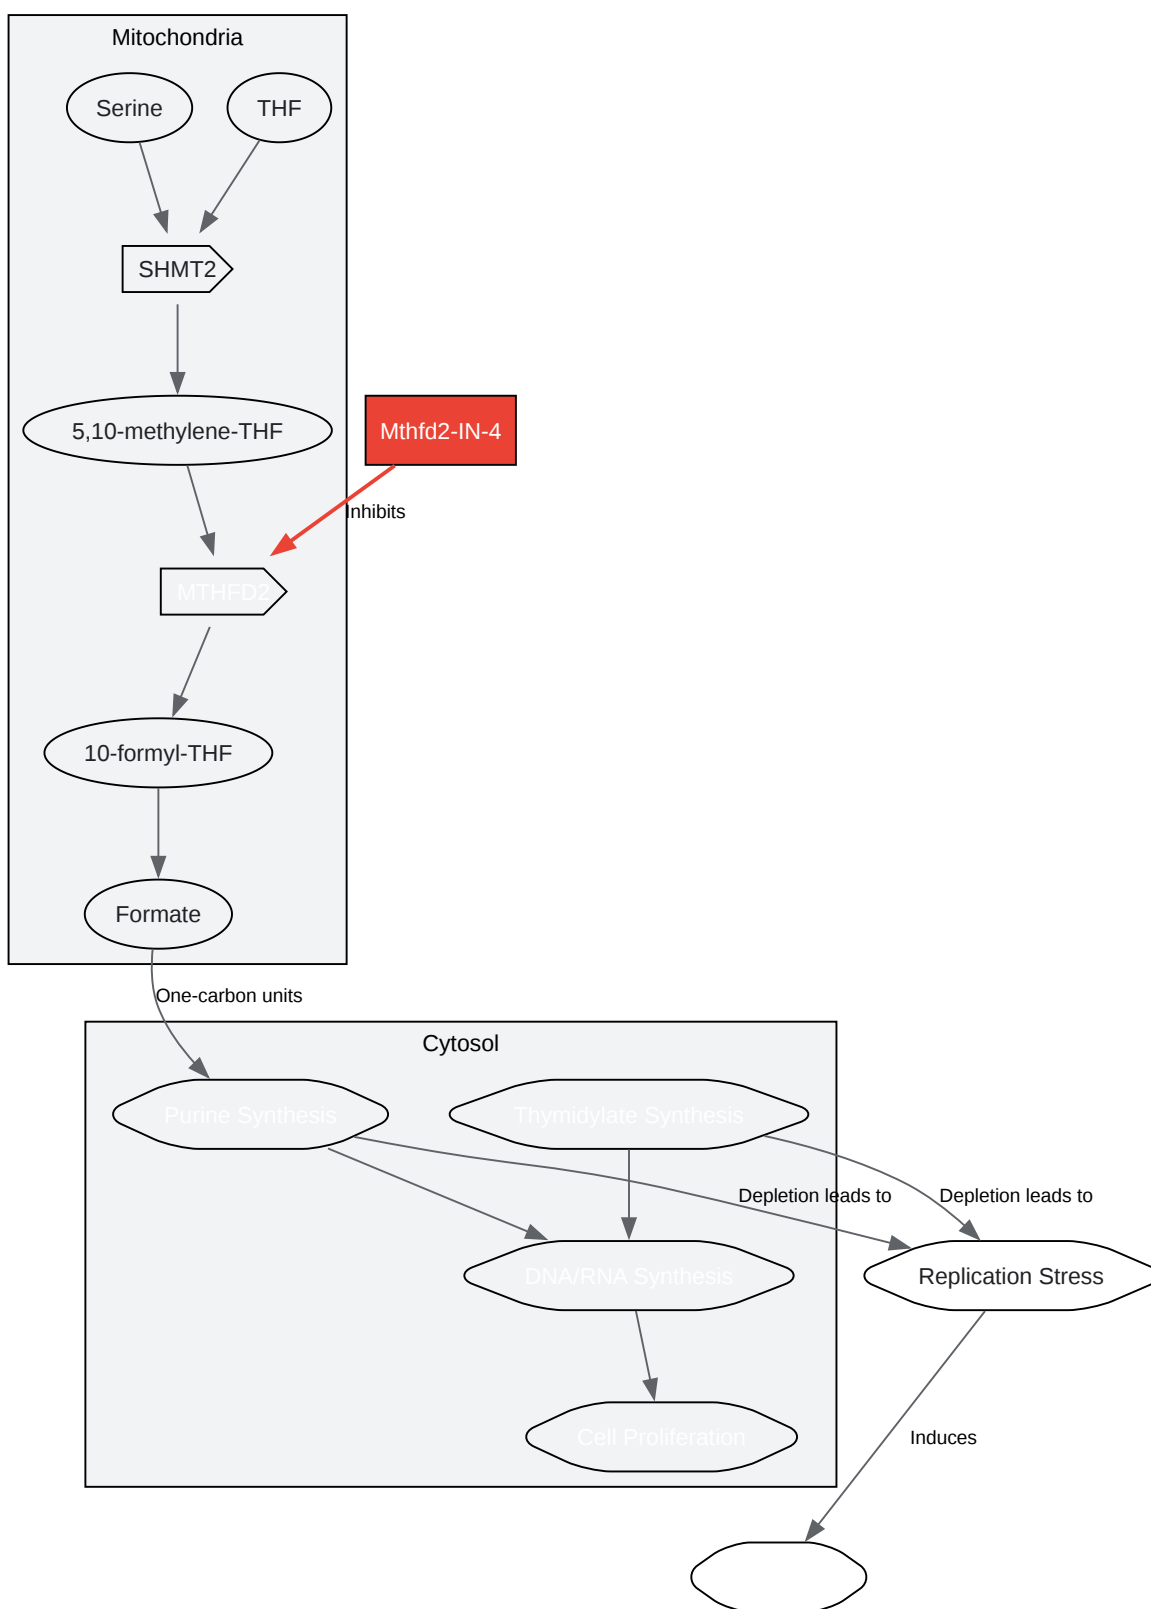 Mitochondria
Serine
THF
SHMT2
5,10-methylene-THF
Mthfd2-IN-4
Inhibits
MTHFD2
10-formyl-THF
Formate
One-carbon units
Cytosol
Purine Synthesis
Thymidylate Synthesis
Depletion leads to
Depletion leads to
DNA/RNA Synthesis
Replication Stress
Cell Proliferation
Induces